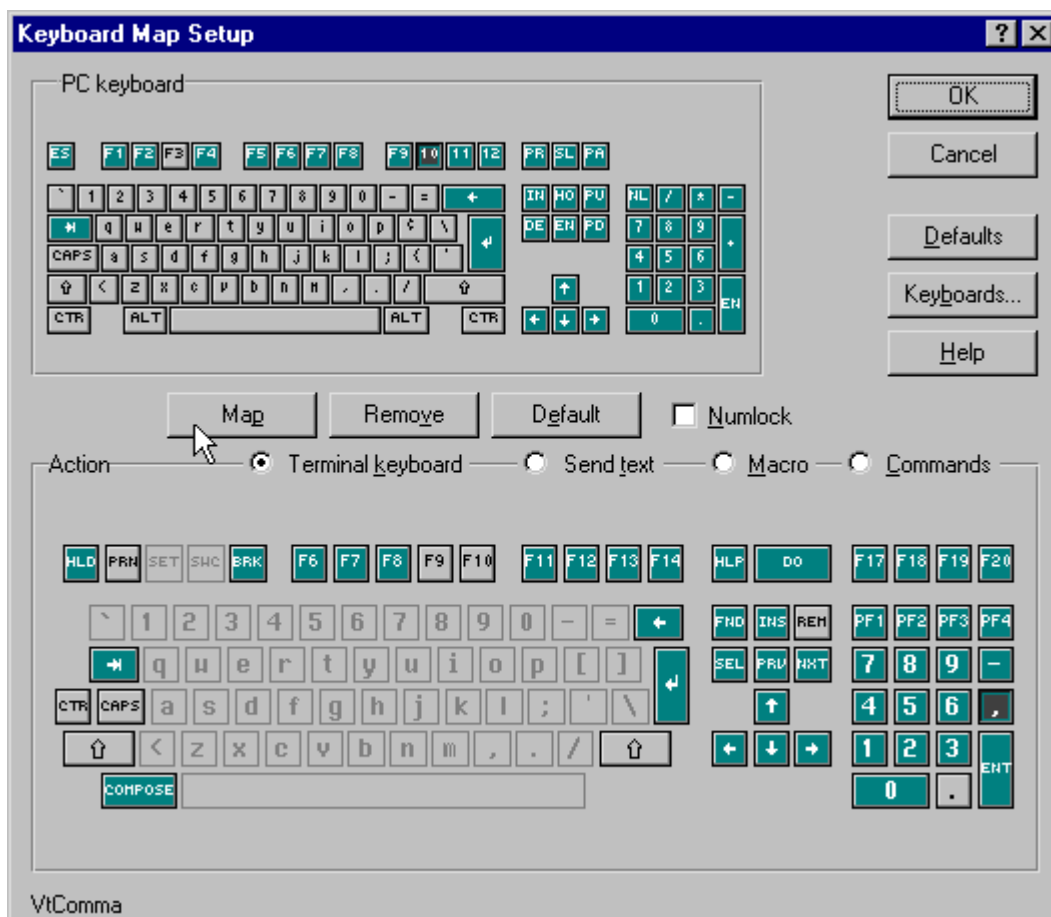 Keyboard Map Setup
PC keyboard
OK
Cancel
Defaults
Keyboards...
Help
ES F1 F2 F3 F4 F5 F6 F7 F8 F9 10 11 12 PR SL PA
` 1 2 3 4 5 6 7 8 9 0 - = ← IN HO PU NL / * -
q w e r t y u i o p \ DE EN PD 7 8 9 +
CAPS a s d f g h j k l ; ' 4 5 6
⇧ < z x c v b n m , . / ⇧ ↑ 1 2 3 EN
CTR ALT ALT CTR ← ↓ → 0 .
Map Remove Default Numlock
Action Terminal keyboard Send text Macro Commands
HLD PRN SET SWC BRK F6 F7 F8 F9 F10 F11 F12 F13 F14 HLP DO F17 F18 F19 F20
` 1 2 3 4 5 6 7 8 9 0 - = ← FND INS REM PF1 PF2 PF3 PF4
q w e r t y u i o p [ ] SEL PRV NXT 7 8 9 -
CTR CAPS a s d f g h j k l ; ' \ ↑ 4 5 6 ,
⇧ < z x c v b n m , . / ⇧ ← ↓ → 1 2 3 ENT
COMPOSE 0 .
VtComma